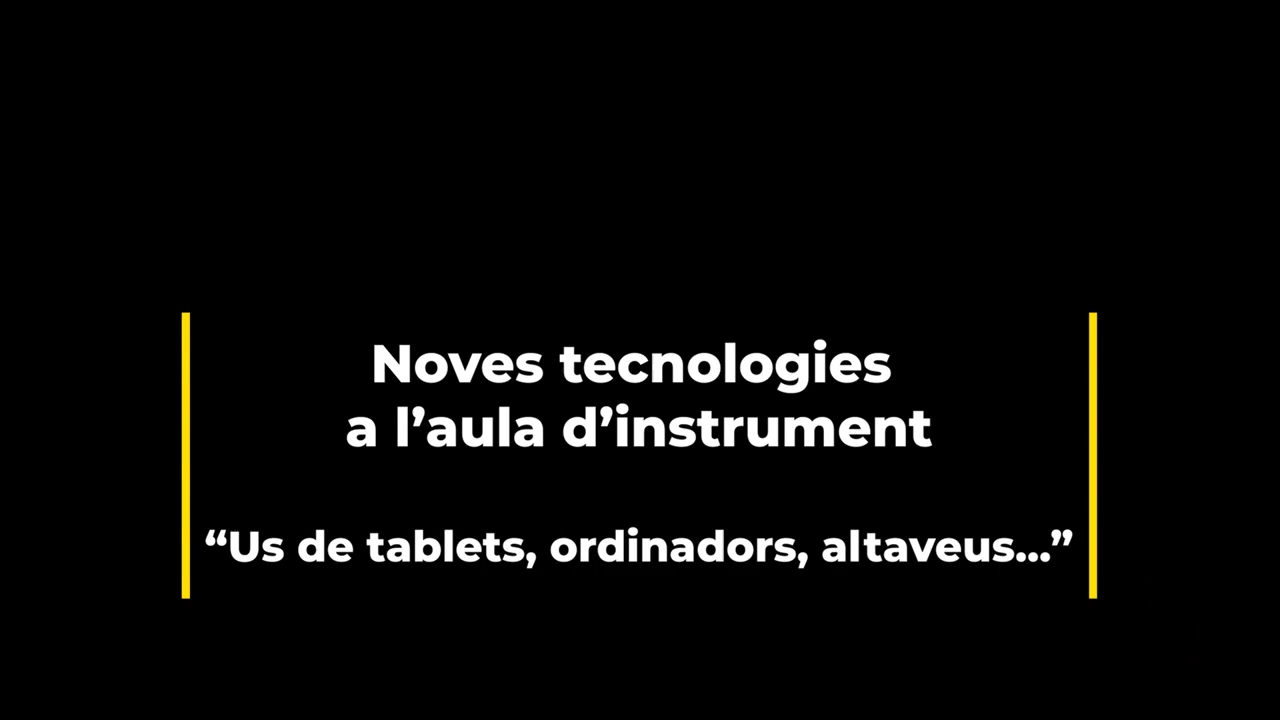 Noves tecnologies
a l’aula d’instrument
“Us de tablets, ordinadors, altaveus...”